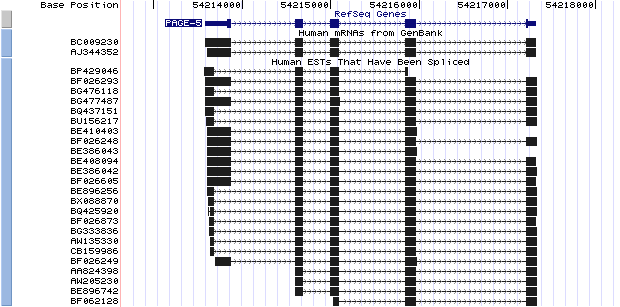 Base Position 54214000 54215000 54216000 54217000 54218000
RefSeq Genes
PAGE-5
Human mRNAs from GenBank
BC009230
AJ344352
Human ESTs That Have Been Spliced
BP429046
BF026293
BG476118
BG477487
BQ437151
BU156217
BE410403
BF026248
BE386043
BE408094
BE386042
BF026605
BE896256
BX088870
BQ425920
BF026873
BG333836
AW135330
CB159986
BF026249
AA824398
AW205230
BE896742
BF062128